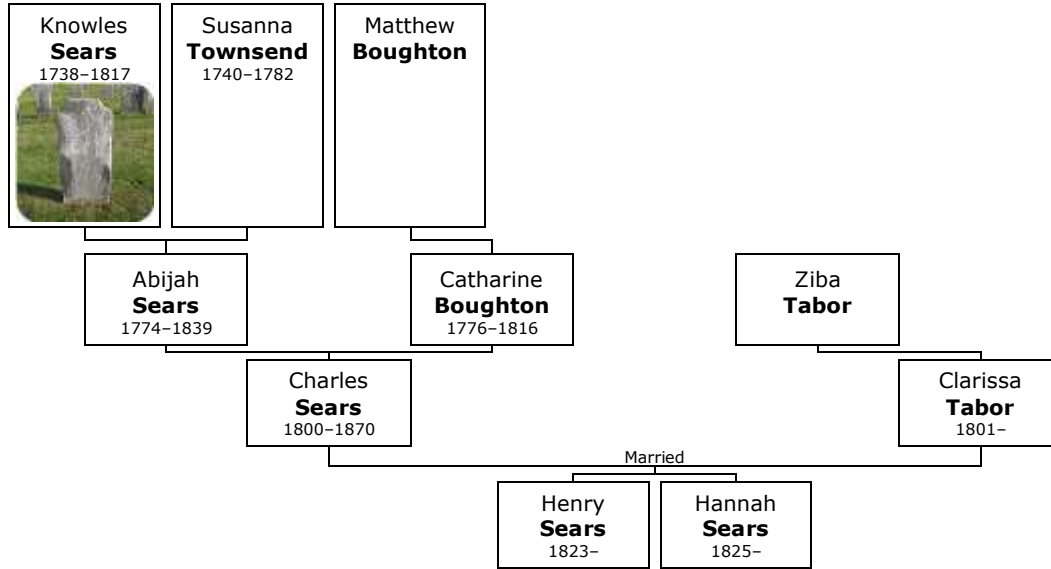 Knowles
Sears
1738–1817
Susanna
Townsend
1740–1782
Matthew
Boughton
Abijah
Sears
1774–1839
Catharine
Boughton
1776–1816
Ziba
Tabor
Charles
Sears
1800–1870
Clarissa
Tabor
1801–
Married
Henry
Sears
1823–
Hannah
Sears
1825–